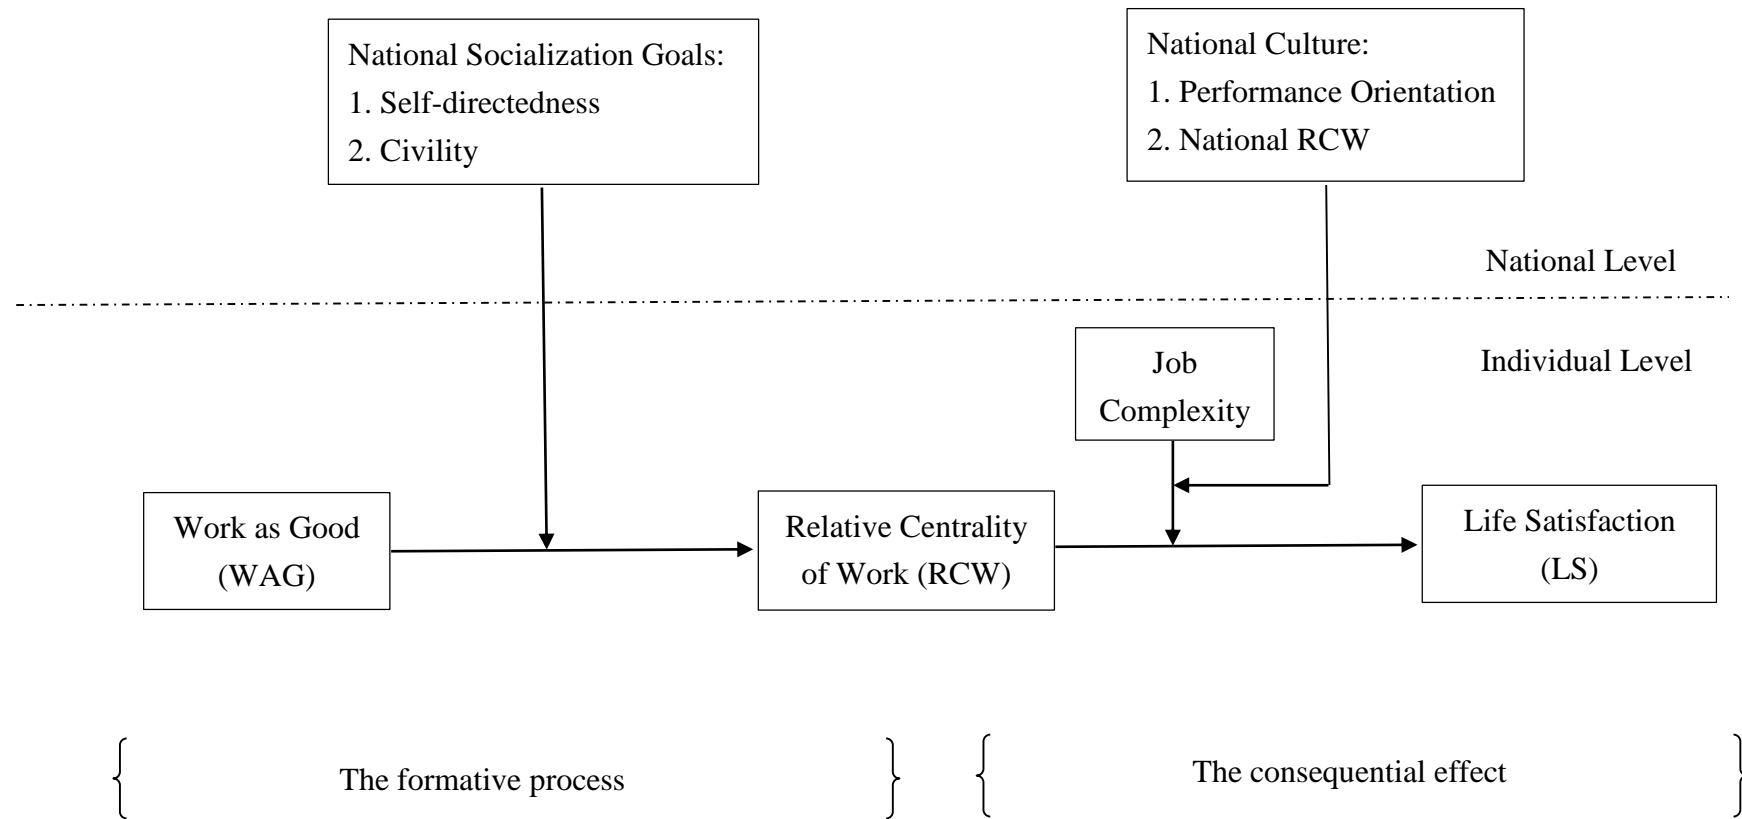 National Socialization Goals:
1. Self-directedness
2. Civility
National Culture:
1. Performance Orientation
2. National RCW
National Level
Individual Level
Job
Complexity
Work as Good
(WAG)
Relative Centrality
of Work (RCW)
Life Satisfaction
(LS)
The formative process
The consequential effect